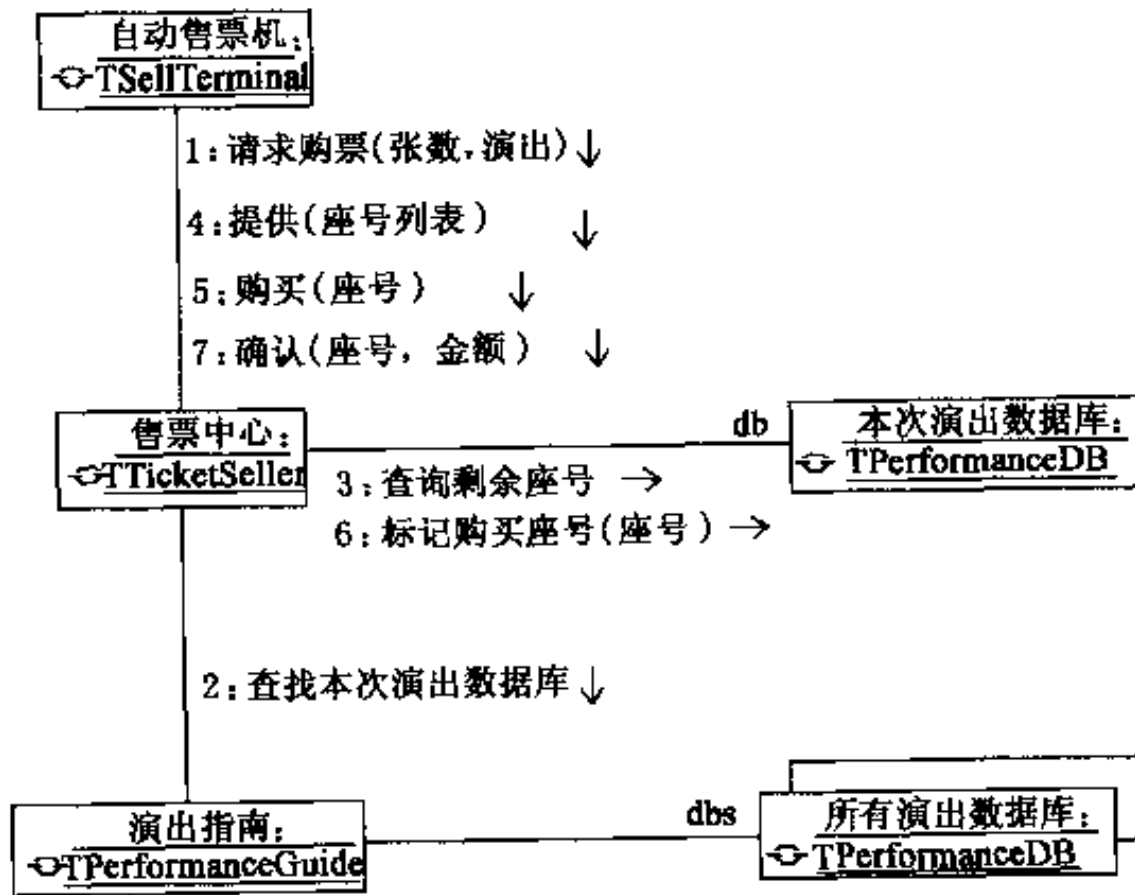 自动售票机：
TSellTerminal
1：请求购票(张数，演出)↓
4：提供(座号列表) ↓
5：购买(座号) ↓
7：确认(座号，金额) ↓
售票中心：
TTicketSeller
db
本次演出数据库：
TPerformanceDB
3：查询剩余座号 →
6：标记购买座号(座号) →
2：查找本次演出数据库↓
演出指南：
TPerformanceGuide
dbs
所有演出数据库：
TPerformanceDB